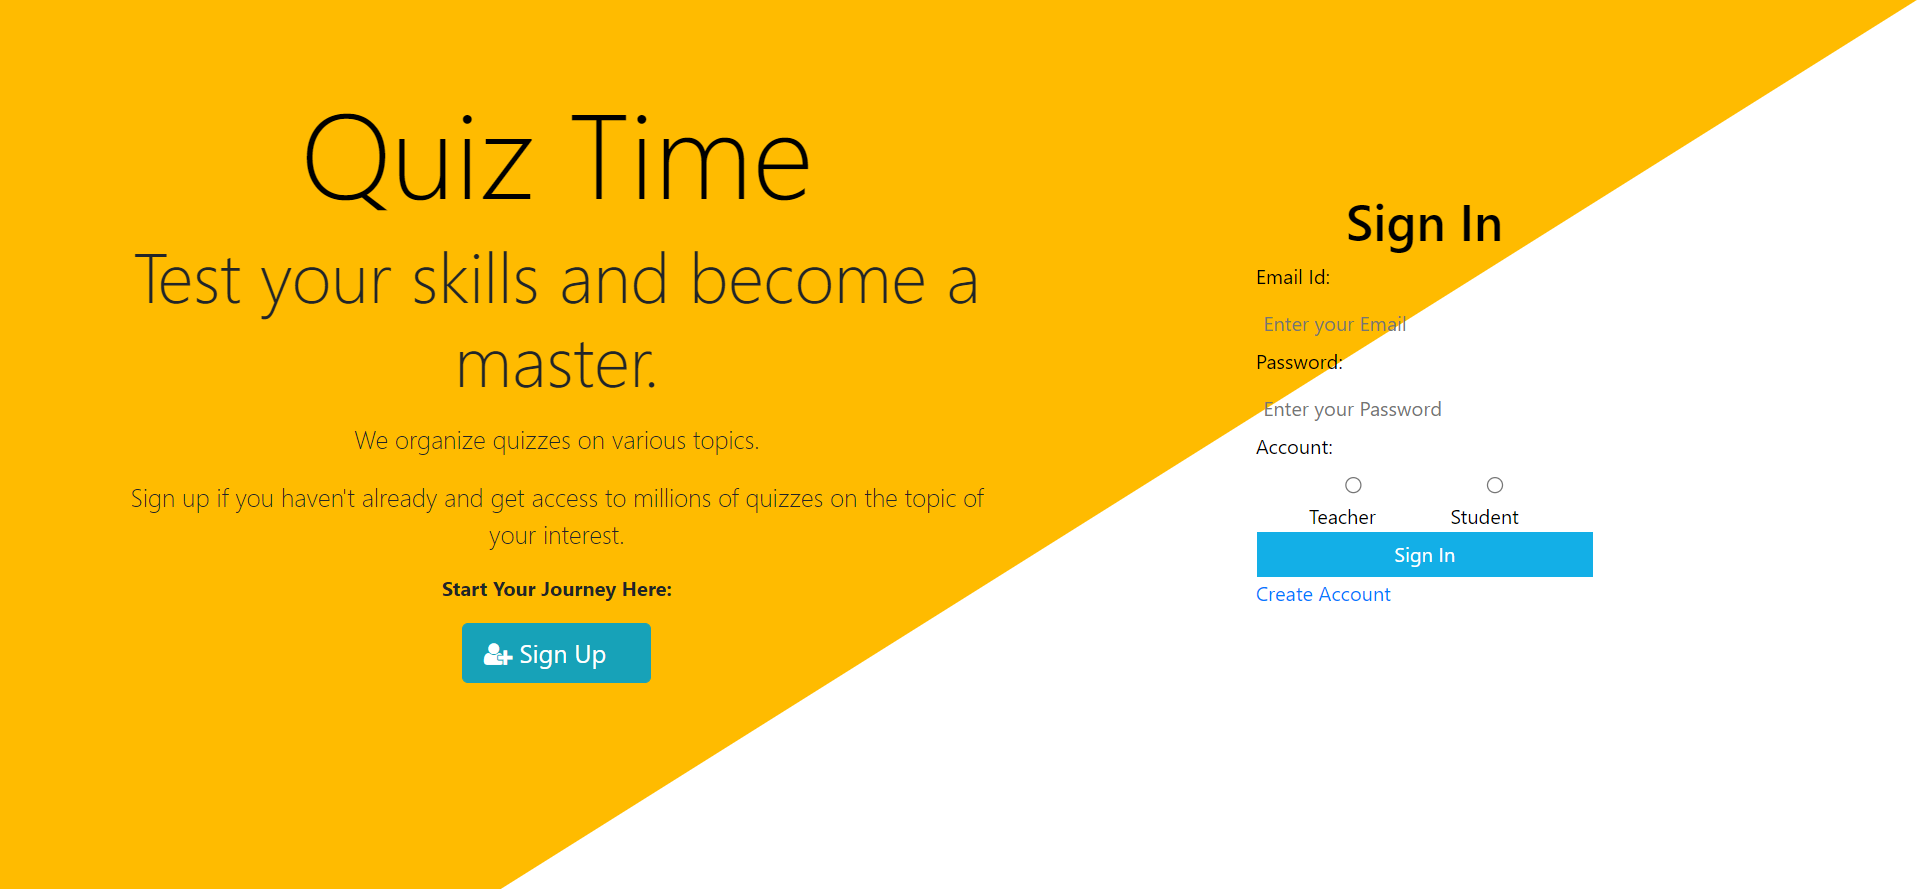 Quiz Time
Test your skills and become a
master.
We organize quizzes on various topics.
Sign up if you haven't already and get access to millions of quizzes on the topic of
your interest.
Start Your Journey Here:
Sign Up
Sign In
Email Id:
Enter your Email
Password:
Enter your Password
Account:
Teacher Student
Sign In
Create Account